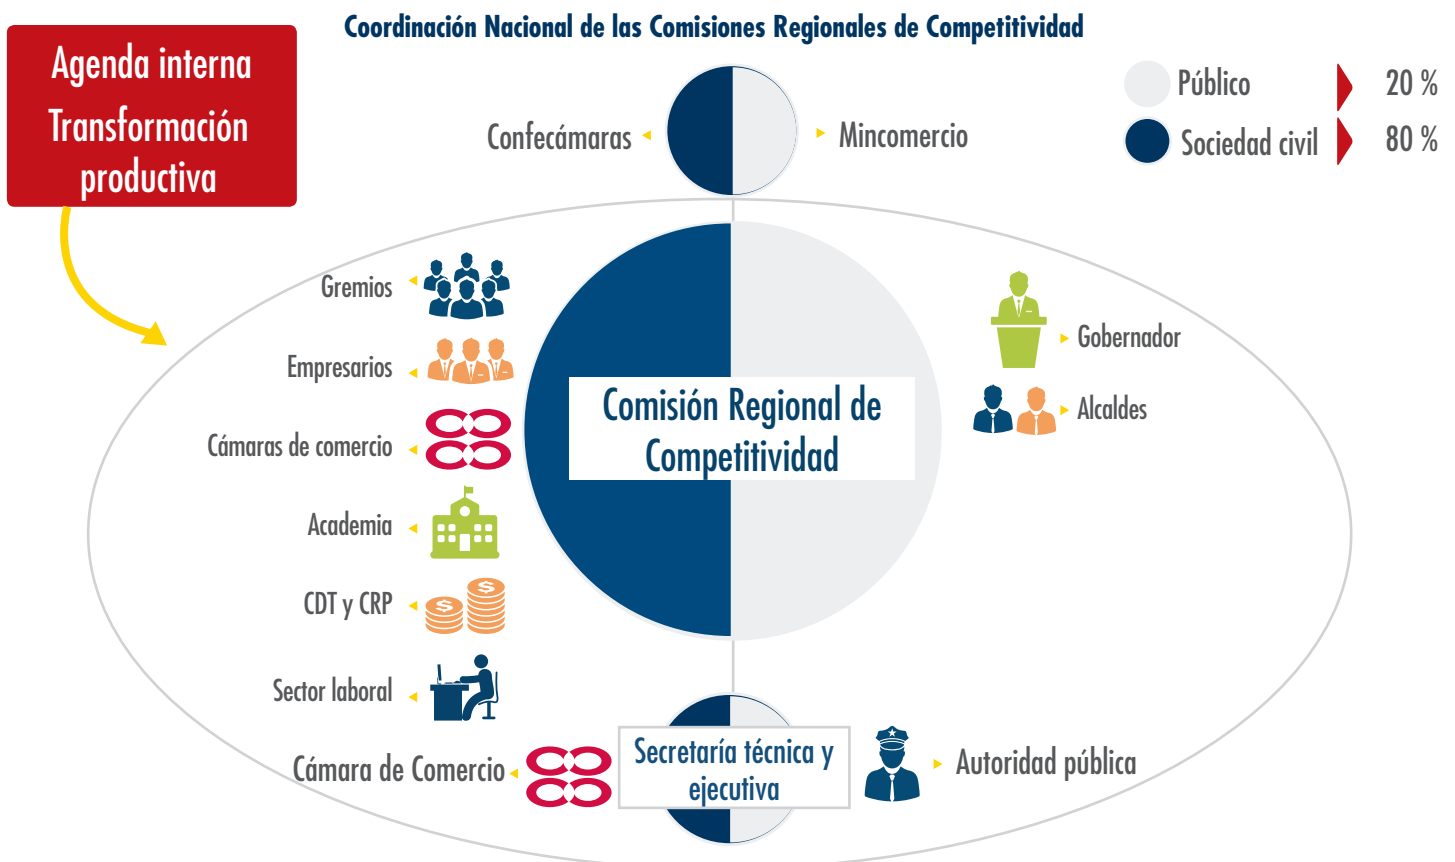 Coordinación Nacional de las Comisiones Regionales de Competitividad
Agenda interna
Transformación
productiva
Confecámaras
Mincomercio
Público
20 %
Sociedad civil
80 %
Gremios
Empresarios
Cámaras de comercio
Academia
CDT y CRP
Sector laboral
Cámara de Comercio
Comisión Regional de
Competitividad
Gobernador
Alcaldes
Secretaría técnica y
ejecutiva
Autoridad pública